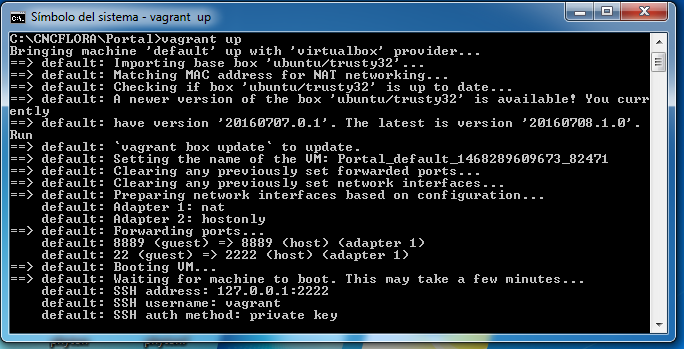 Símbolo del sistema - vagrant up
C:\CNCFLORA\Portal>vagrant up
Bringing machine 'default' up with 'virtualbox' provider...
==> default: Importing base box 'ubuntu/trusty32'...
==> default: Matching MAC address for NAT networking...
==> default: Checking if box 'ubuntu/trusty32' is up to date...
==> default: A newer version of the box 'ubuntu/trusty32' is available! You curr
ently
==> default: have version '20160707.0.1'. The latest is version '20160708.1.0'.
Run
==> default: `vagrant box update` to update.
==> default: Setting the name of the VM: Portal_default_1468289609673_82471
==> default: Clearing any previously set forwarded ports...
==> default: Clearing any previously set network interfaces...
==> default: Preparing network interfaces based on configuration...
default: Adapter 1: nat
default: Adapter 2: hostonly
==> default: Forwarding ports...
default: 8889 (guest) => 8889 (host) (adapter 1)
default: 22 (guest) => 2222 (host) (adapter 1)
==> default: Booting VM...
==> default: Waiting for machine to boot. This may take a few minutes...
default: SSH address: 127.0.0.1:2222
default: SSH username: vagrant
default: SSH auth method: private key